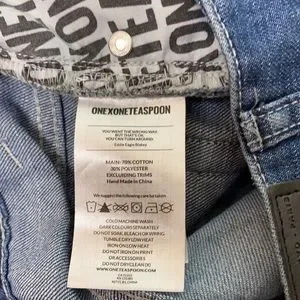 ONEXONETEASPOON
YOU WENT THE WRONG WAY
BUT THAT'S OK.
YOU CAN TURN AROUND.
MAIN: 70% COTTON
30% POLYESTER
EXCLUDING TRIMS
Hand Made in China
COLD MACHINE WASH
DARK COLOURS SEPARATELY
DO NOT SOAK, BLEACH OR WRING
TUMBLE DRY LOW HEAT
IRON ON LOW HEAT
DO NOT IRON ON PRINT
OR ACCESSORIES
DO NOT DRYCLEAN (X)
WWW.ONETEASPOON.COM